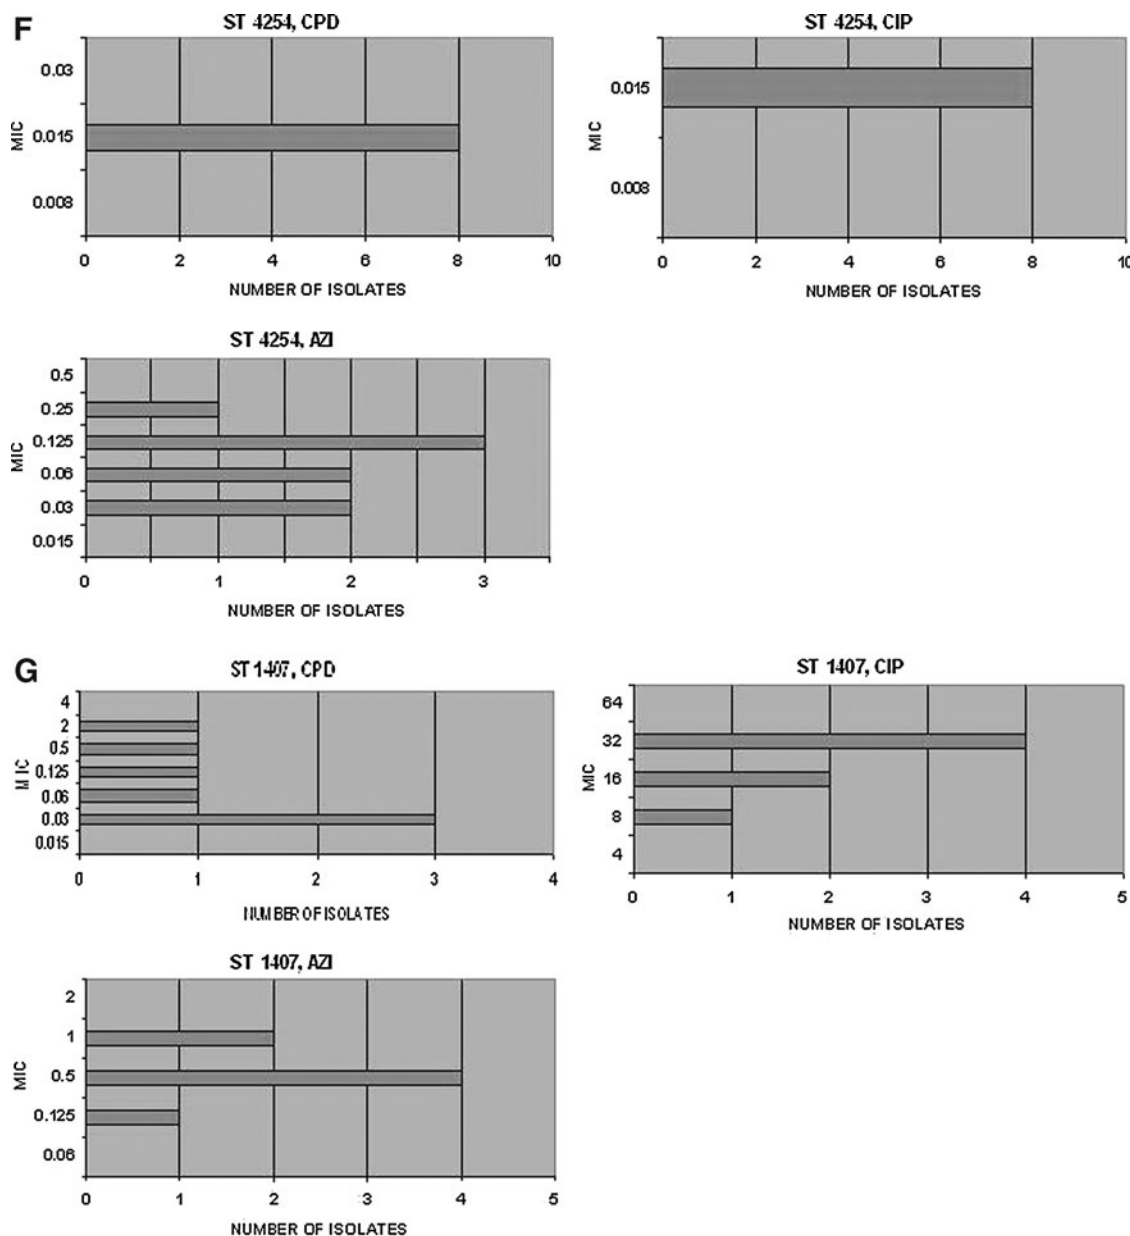 F
ST 4254, CPD
MIC
0.03
0.015
0.008
0 2 4 6 8 10
NUMBER OF ISOLATES
ST 4254, CIP
MIC
0.015
0.008
0 2 4 6 8 10
NUMBER OF ISOLATES
ST 4254, AZI
MIC
0.5
0.25
0.125
0.06
0.03
0.015
0 1 2 3
NUMBER OF ISOLATES
G
ST 1407, CPD
MIC
4
2
0.5
0.125
0.06
0.03
0.015
0 1 2 3 4
NUMBER OF ISOLATES
ST 1407, CIP
MIC
64
32
16
8
4
0 1 2 3 4 5
NUMBER OF ISOLATES
ST 1407, AZI
MIC
2
1
0.5
0.125
0.06
0 1 2 3 4 5
NUMBER OF ISOLATES